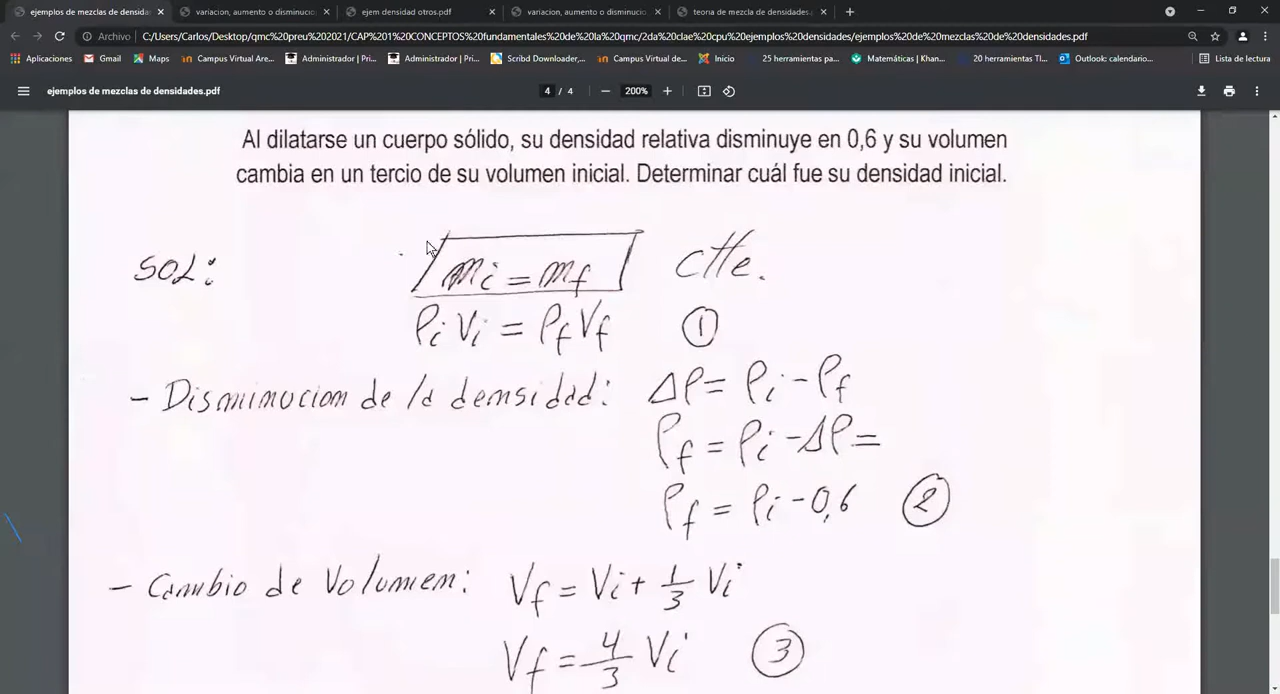 ejemplos de mezclas de densida
variacion, aumento o disminucio
ejem densidad otros.pdf
variacion, aumento o disminucio
teoria de mezcla de densidades.
Archivo
C:/Users/Carlos/Desktop/qmc%20preu%202021/CAP%201%20CONCEPTOS%20fundamentales%20de%20la%20qmc/2da%20clae%20cpu%20ejemplos%20densidades/ejemplos%20de%20mezclas%20de%20densidades.pdf
Aplicaciones
Gmail
Maps
Campus Virtual Are...
Administrador | Pri...
Administrador | Pri...
Scribd Downloader,...
Campus Virtual de...
Inicio
25 herramientas pa...
Matemáticas | Khan...
20 herramientas TI...
Outlook: calendario...
Lista de lectura
ejemplos de mezclas de densidades.pdf
4 / 4
200%
Al dilatarse un cuerpo sólido, su densidad relativa disminuye en 0,6 y su volumen
cambia en un tercio de su volumen inicial. Determinar cuál fue su densidad inicial.
SOL: mi = mf ctte.
ρi Vi = ρf Vf ①
- Disminucion de la densidad: Δρ = ρi - ρf
ρf = ρi - Δρ =
ρf = ρi - 0,6 ②
- Cambio de Volumen: Vf = Vi + 1/3 Vi
Vf = 4/3 Vi ③